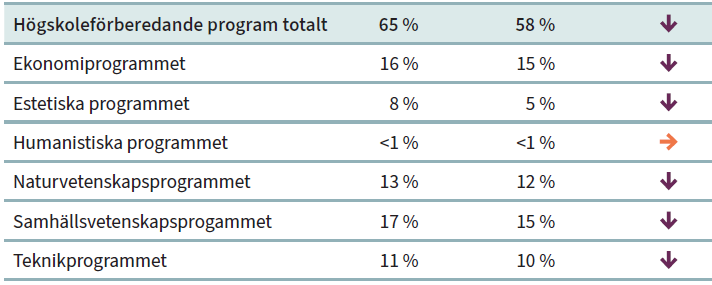 Högskoleförberedande program totalt 65 % 58 % ↓
Ekonomiprogrammet 16 % 15 % ↓
Estetiska programmet 8 % 5 % ↓
Humanistiska programmet <1 % <1 % →
Naturvetenskapsprogrammet 13 % 12 % ↓
Samhällsvetenskapsprogammet 17 % 15 % ↓
Teknikprogrammet 11 % 10 % ↓